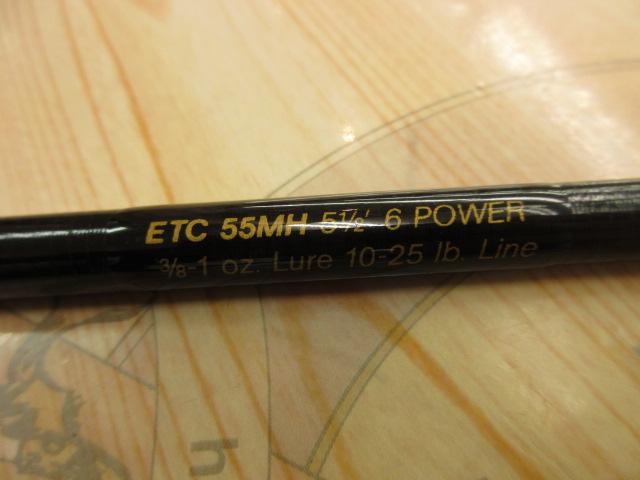 ETC 55MH 5½' 6 POWER
⅜-1 oz. Lure 10-25 lb. Line
h